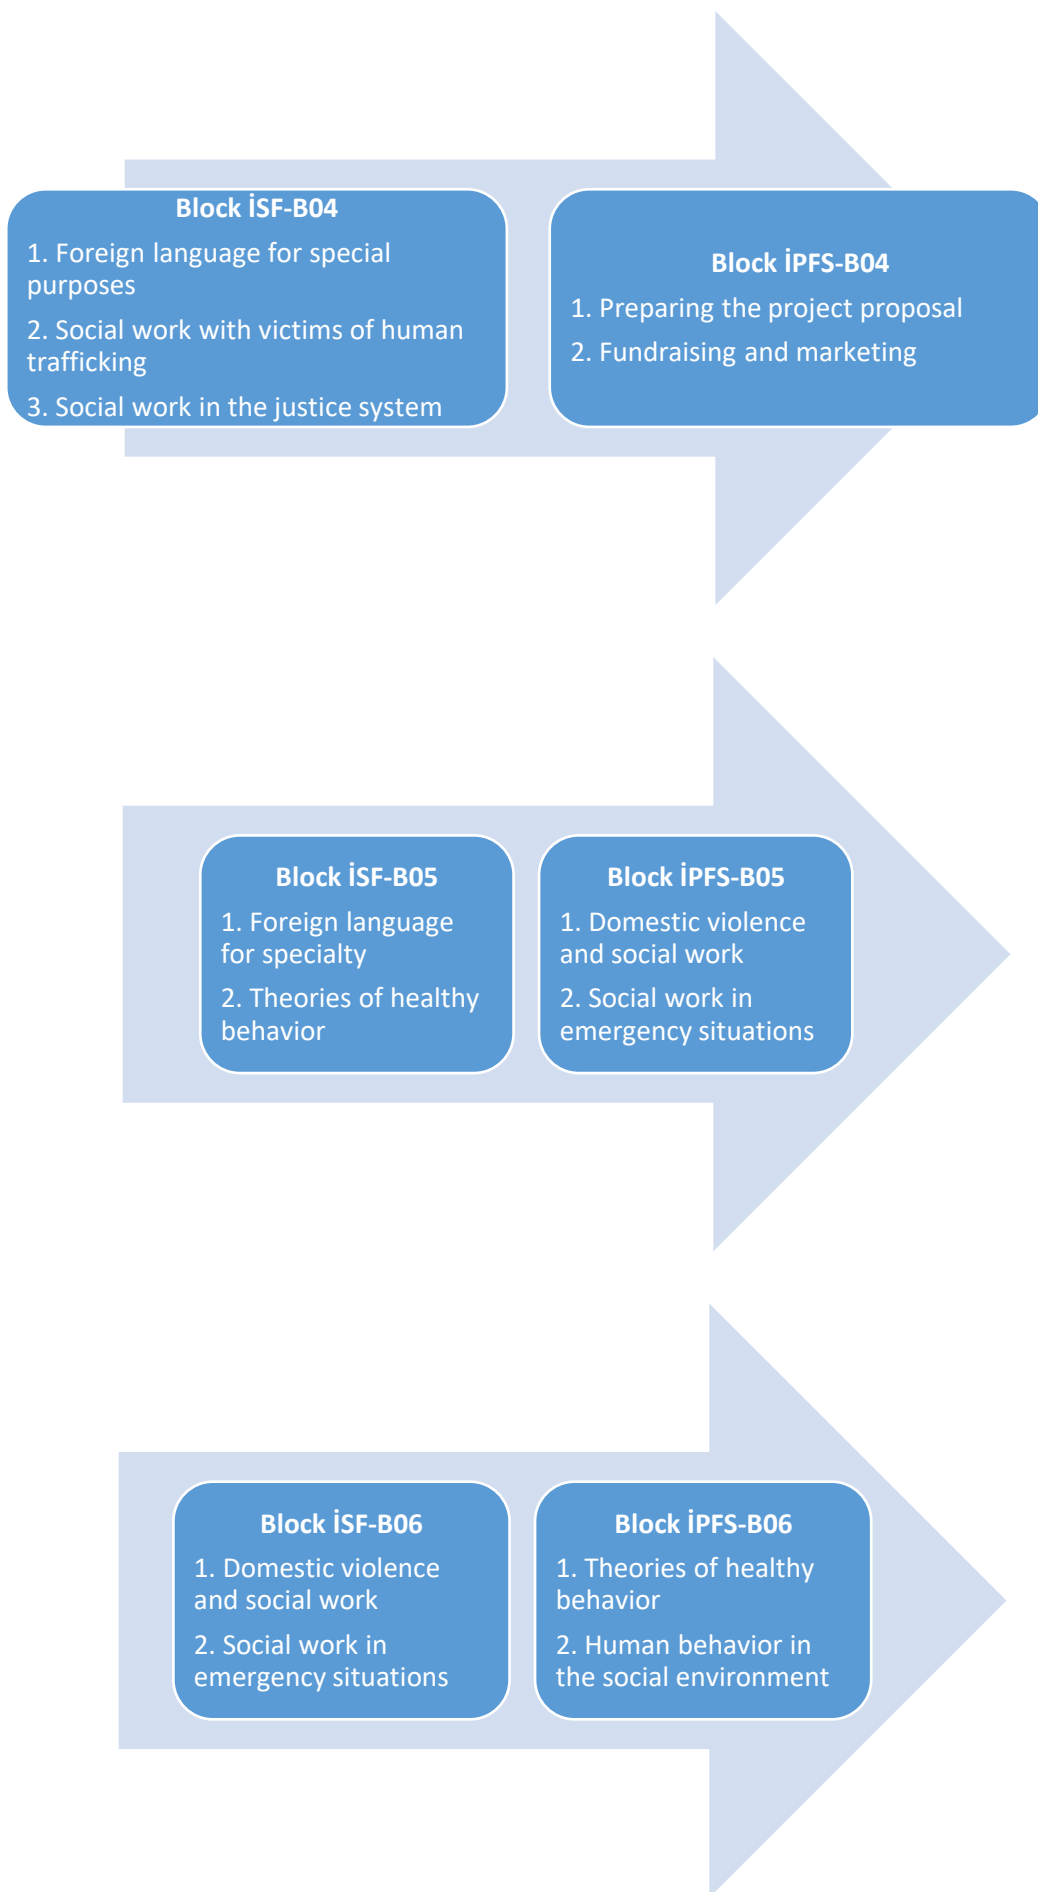 Block İSF-B04
1. Foreign language for special
purposes
2. Social work with victims of human
trafficking
3. Social work in the justice system
Block İPFS-B04
1. Preparing the project proposal
2. Fundraising and marketing
Block İSF-B05
1. Foreign language
for specialty
2. Theories of healthy
behavior
Block İPFS-B05
1. Domestic violence
and social work
2. Social work in
emergency situations
Block İSF-B06
1. Domestic violence
and social work
2. Social work in
emergency situations
Block İPFS-B06
1. Theories of healthy
behavior
2. Human behavior in
the social environment